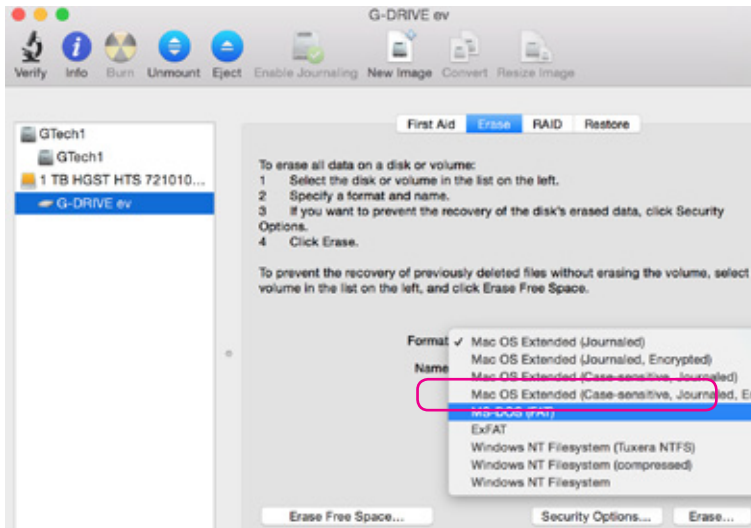 G-DRIVE ev
Verify Info Burn Unmount Eject Enable Journaling New Image Convert Resize Image
First Aid Erase RAID Restore
GTech1
GTech1
1 TB HGST HTS 721010...
G-DRIVE ev
To erase all data on a disk or volume:
1 Select the disk or volume in the list on the left.
2 Specify a format and name.
3 If you want to prevent the recovery of the disk's erased data, click Security
Options.
4 Click Erase.
To prevent the recovery of previously deleted files without erasing the volume, select
volume in the list on the left, and click Erase Free Space.
Format ✓ Mac OS Extended (Journaled)
Mac OS Extended (Journaled, Encrypted)
Name
Mac OS Extended (Case-sensitive, Journaled)
Mac OS Extended (Case-sensitive, Journaled, E
MS-DOS (FAT)
ExFAT
Windows NT Filesystem (Tuxera NTFS)
Windows NT Filesystem (compressed)
Windows NT Filesystem
Erase Free Space... Security Options... Erase...